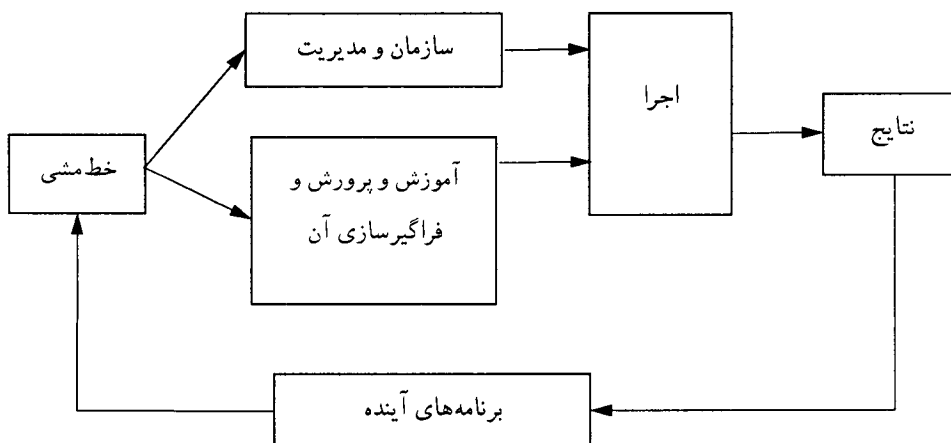 سازمان و مدیریت
اجرا
نتایج
خط‌مشی
آموزش و پرورش و
فراگیرسازی آن
برنامه‌های آینده